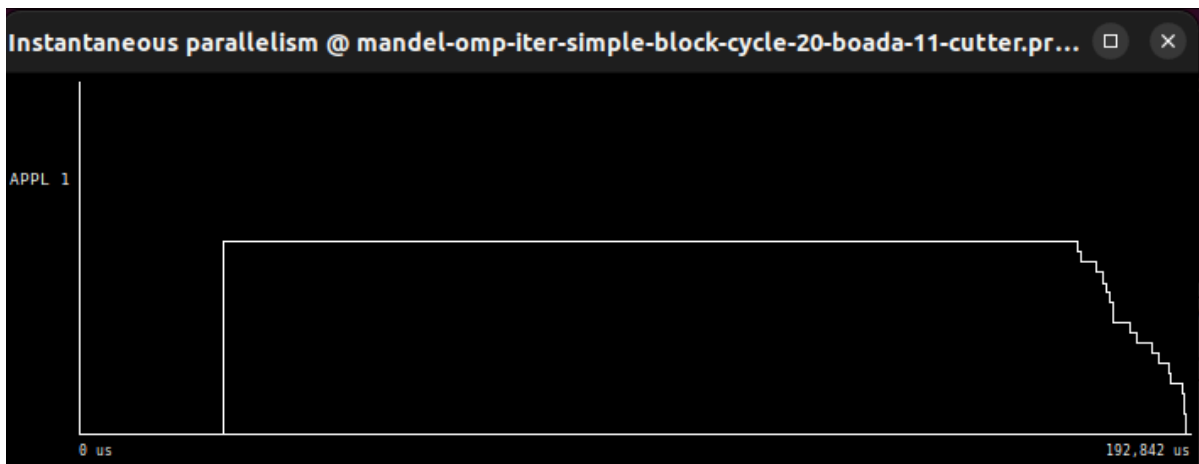 Instantaneous parallelism @ mandel-omp-iter-simple-block-cycle-20-boada-11-cutter.pr...
APPL 1
0 us
192,842 us